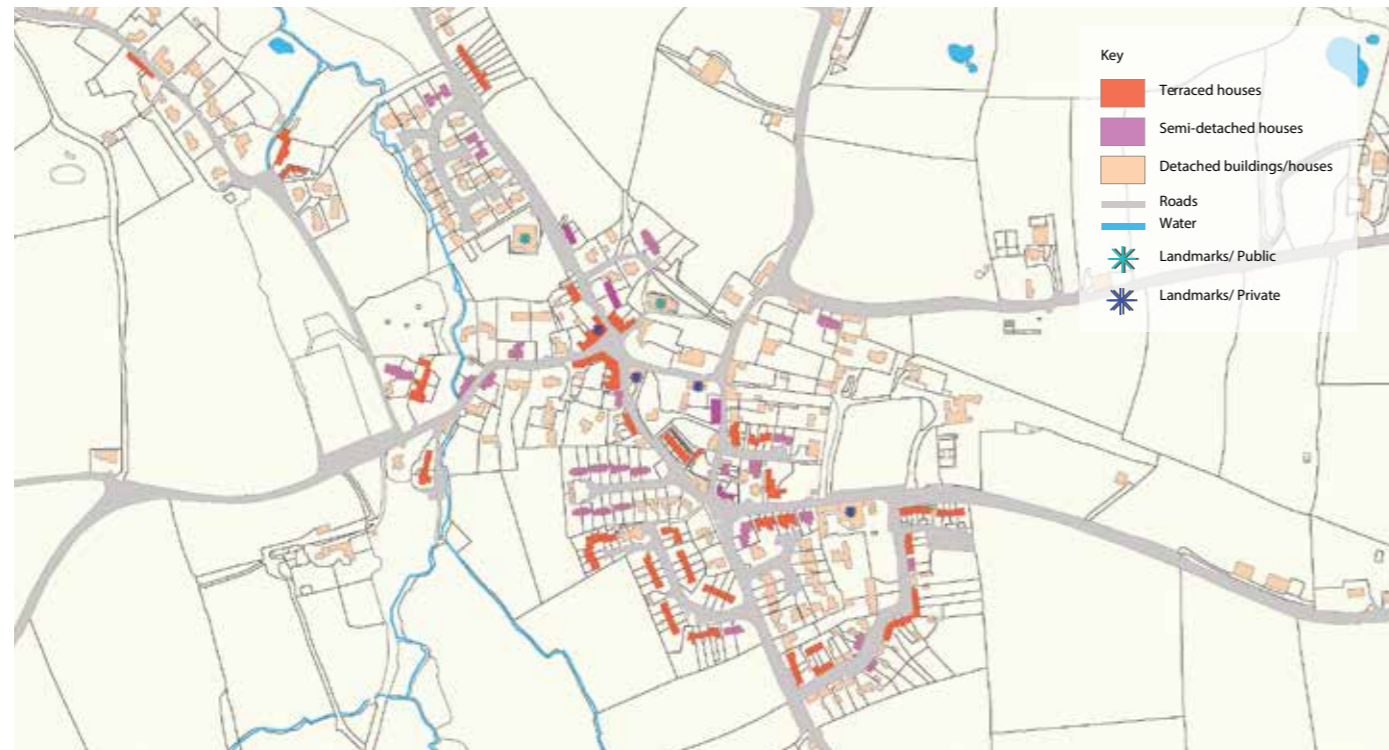 Key
Terraced houses
Semi-detached houses
Detached buildings/houses
Roads
Water
Landmarks/ Public
Landmarks/ Private